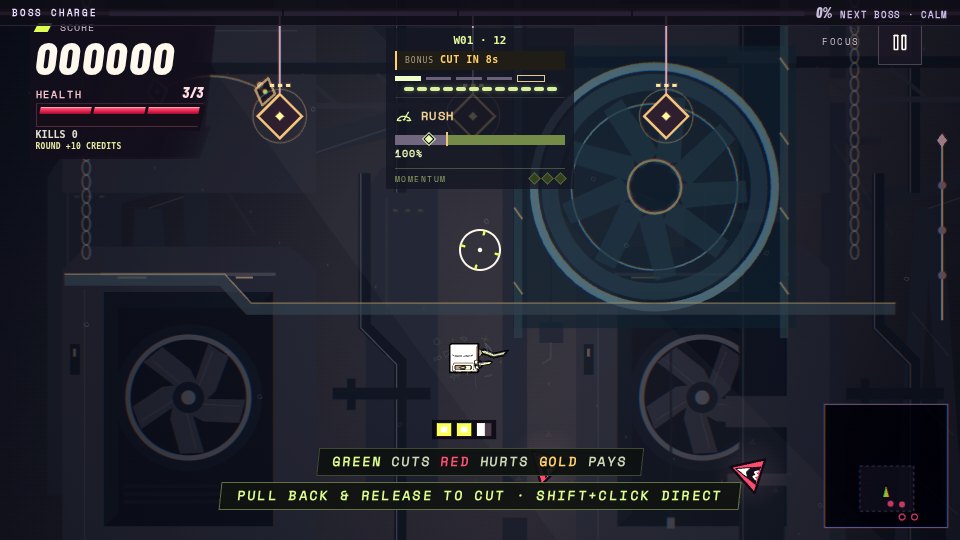 BOSS CHARGE
0% NEXT BOSS · CALM
SCORE
000000
HEALTH 3/3
KILLS 0
ROUND +10 CREDITS
W01 · 12
BONUS CUT IN 8s
RUSH
100%
MOMENTUM
FOCUS
GREEN CUTS RED HURTS GOLD PAYS
PULL BACK & RELEASE TO CUT · SHIFT+CLICK DIRECT